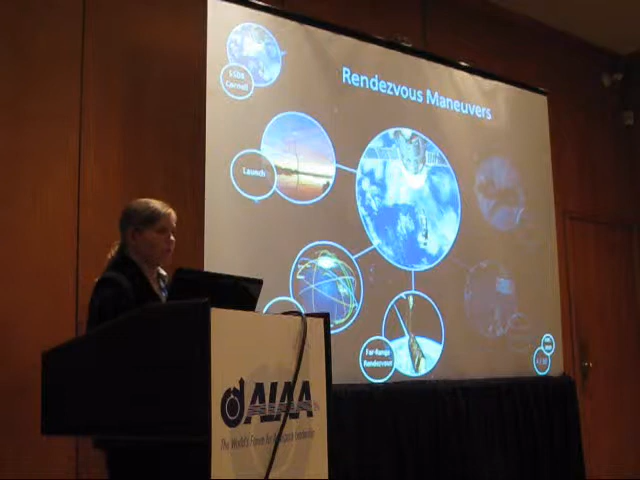 SSDS
Cornell
Rendezvous Maneuvers
Launch
Far-Range
Rendezvous
AIAA
The World's Forum for Aerospace Leadership